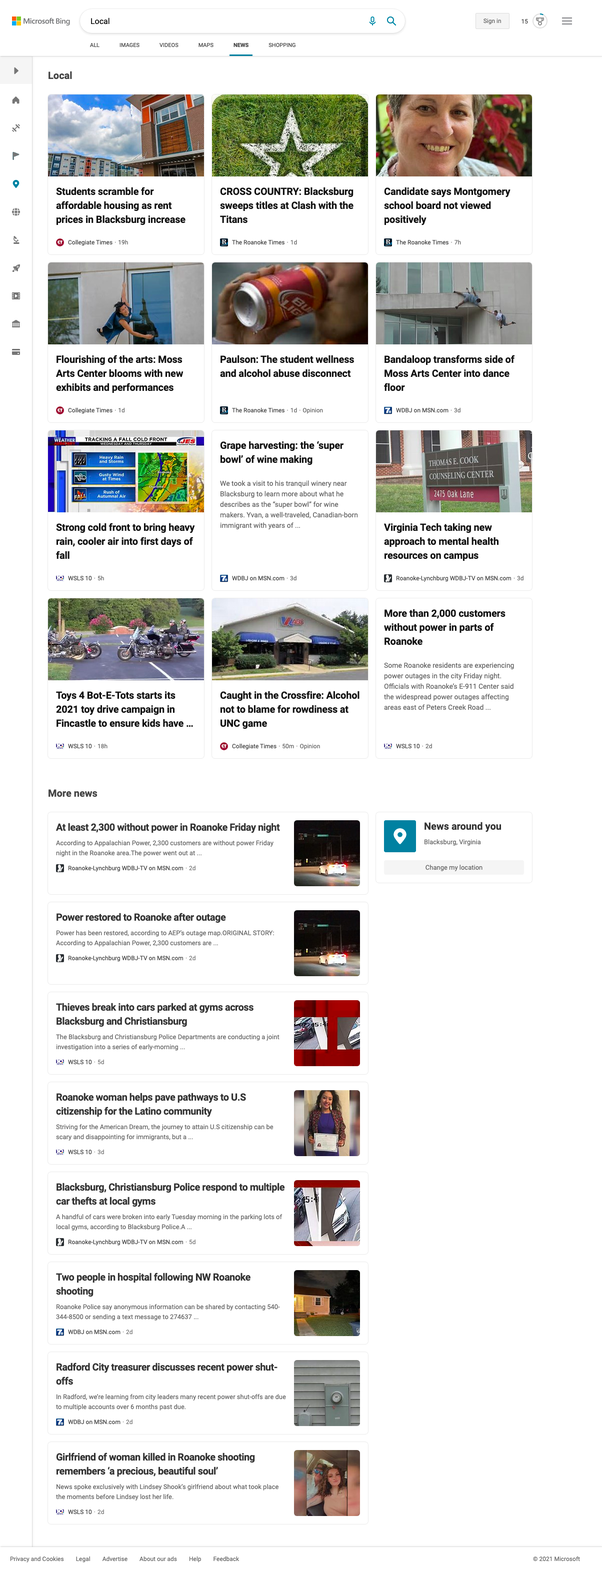 Microsoft Bing
Local
Sign in
15
ALL
IMAGES
VIDEOS
MAPS
NEWS
SHOPPING
Local
Students scramble for
affordable housing as rent
prices in Blacksburg increase
Collegiate Times · 19h
CROSS COUNTRY: Blacksburg
sweeps titles at Clash with the
Titans
The Roanoke Times · 1d
Candidate says Montgomery
school board not viewed
positively
The Roanoke Times · 7h
Flourishing of the arts: Moss
Arts Center blooms with new
exhibits and performances
Collegiate Times · 1d
Paulson: The student wellness
and alcohol abuse disconnect
The Roanoke Times · 1d · Opinion
Bandaloop transforms side of
Moss Arts Center into dance
floor
WDBJ on MSN.com · 3d
WEATHER
TRACKING A FALL COLD FRONT
Heavy Rain
and Storms
Gusty Wind
at Times
Rush of
Autumnal Air
Strong cold front to bring heavy
rain, cooler air into first days of
fall
WSLS 10 · 5h
Grape harvesting: the ‘super
bowl’ of wine making
We took a visit to his tranquil winery near
Blacksburg to learn more about what he
describes as the “super bowl” for wine
makers. Yvan, a well-traveled, Canadian-born
immigrant with years of ...
WDBJ on MSN.com · 3d
THOMAS E. COOK
COUNSELING CENTER
2475 Oak Lane
Virginia Tech taking new
approach to mental health
resources on campus
Roanoke-Lynchburg WDBJ-TV on MSN.com · 3d
Toys 4 Bot-E-Tots starts its
2021 toy drive campaign in
Fincastle to ensure kids have ...
WSLS 10 · 18h
Caught in the Crossfire: Alcohol
not to blame for rowdiness at
UNC game
Collegiate Times · 50m · Opinion
More than 2,000 customers
without power in parts of
Roanoke
Some Roanoke residents are experiencing
power outages in the city Friday night.
Officials with Roanoke's E-911 Center said
the widespread power outages affecting
areas east of Peters Creek Road ...
WSLS 10 · 2d
More news
At least 2,300 without power in Roanoke Friday night
According to Appalachian Power, 2,300 customers are without power Friday
night in the Roanoke area.The power went out at ...
Roanoke-Lynchburg WDBJ-TV on MSN.com · 2d
News around you
Blacksburg, Virginia
Change my location
Power restored to Roanoke after outage
Power has been restored, according to AEP's outage map.ORIGINAL STORY:
According to Appalachian Power, 2,300 customers are ...
Roanoke-Lynchburg WDBJ-TV on MSN.com · 2d
Thieves break into cars parked at gyms across
Blacksburg and Christiansburg
The Blacksburg and Christiansburg Police Departments are conducting a joint
investigation into a series of early-morning ...
WSLS 10 · 5d
Roanoke woman helps pave pathways to U.S
citizenship for the Latino community
Striving for the American Dream, the journey to attain U.S citizenship can be
scary and disappointing for immigrants, but a ...
WSLS 10 · 3d
Blacksburg, Christiansburg Police respond to multiple
car thefts at local gyms
A handful of cars were broken into early Tuesday morning in the parking lots of
local gyms, according to Blacksburg Police.A ...
Roanoke-Lynchburg WDBJ-TV on MSN.com · 5d
Two people in hospital following NW Roanoke
shooting
Roanoke Police say anonymous information can be shared by contacting 540-
344-8500 or sending a text message to 274637 ...
WDBJ on MSN.com · 2d
Radford City treasurer discusses recent power shut-
offs
In Radford, we're learning from city leaders many recent power shut-offs are due
to multiple accounts over 6 months past due.
WDBJ on MSN.com · 2d
Girlfriend of woman killed in Roanoke shooting
remembers ‘a precious, beautiful soul’
News spoke exclusively with Lindsey Shook's girlfriend about what took place
the moments before Lindsey lost her life.
WSLS 10 · 2d
Privacy and Cookies
Legal
Advertise
About our ads
Help
Feedback
© 2021 Microsoft